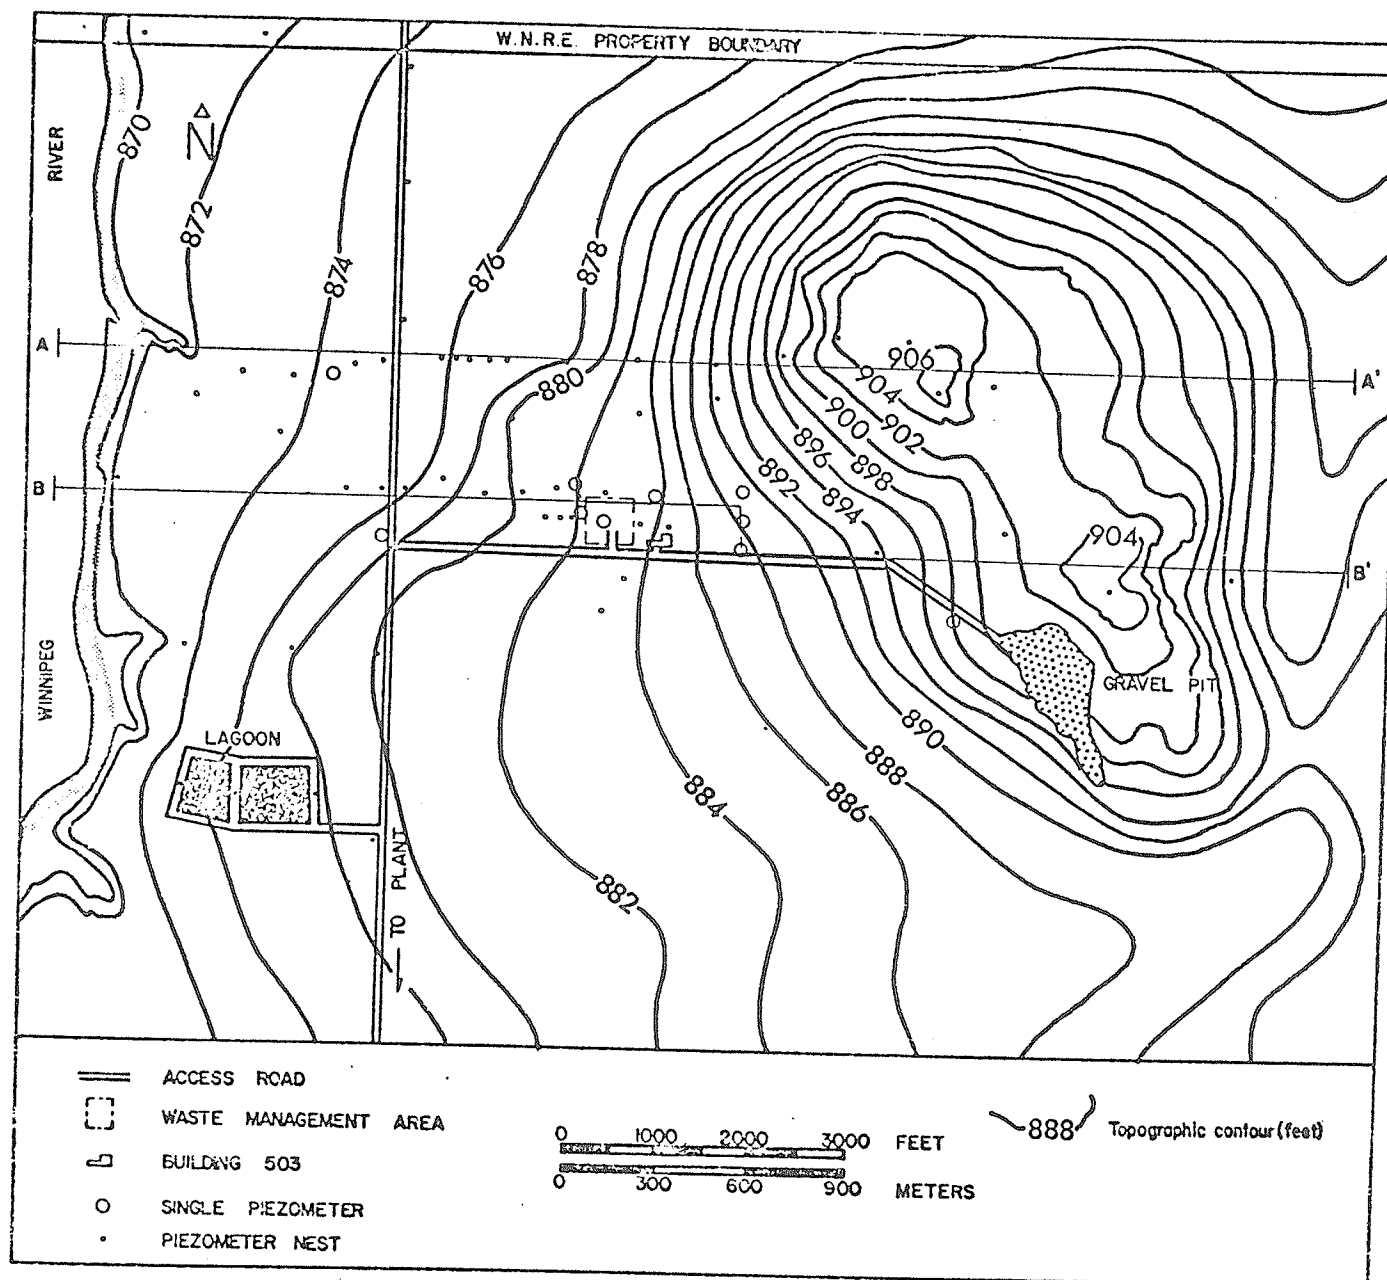 W.N.R.E. PROPERTY BOUNDARY
RIVER
870
N
872
874
876
878
A
A'
906
904
880
900
902
896
898
892
894
B
B'
904
WINNIPEG
GRAVEL PIT
LAGOON
890
888
884
886
882
TO PLANT
ACCESS ROAD
WASTE MANAGEMENT AREA
BUILDING 503
SINGLE PIEZOMETER
PIEZOMETER NEST
0 1000 2000 3000 FEET
0 300 600 900 METERS
888 Topographic contour (feet)